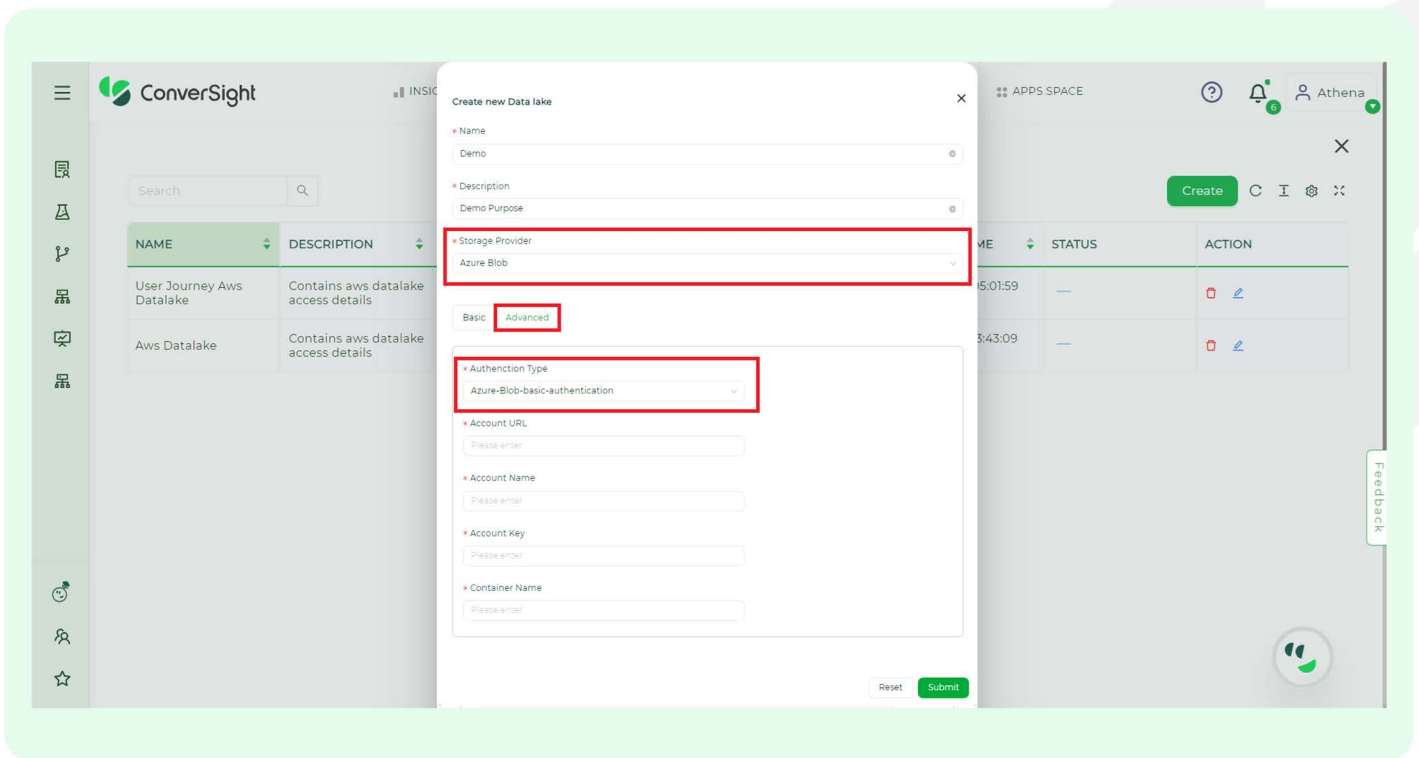 ConverSight
INSIG
APPS SPACE
6
Athena
Search
Create
NAME
DESCRIPTION
ME
STATUS
ACTION
User Journey Aws
Datalake
Contains aws datalake
access details
05:01:59
Aws Datalake
Contains aws datalake
access details
3:43:09
Create new Data lake
* Name
Demo
* Description
Demo Purpose
* Storage Provider
Azure Blob
Basic
Advanced
* Authenction Type
Azure-Blob-basic-authentication
* Account URL
Please enter
* Account Name
Please enter
* Account Key
Please enter
* Container Name
Please enter
Reset
Submit
Feedback